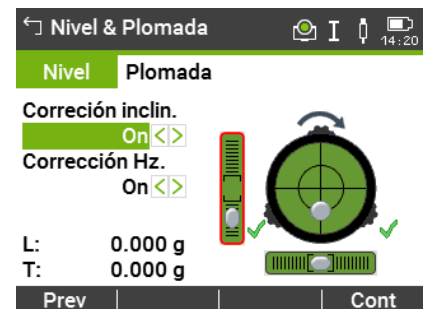 Nivel & Plomada
I
14:20
Nivel Plomada
Correción inclin.
On
Corrección Hz.
On
L: 0.000 g
T: 0.000 g
Prev Cont